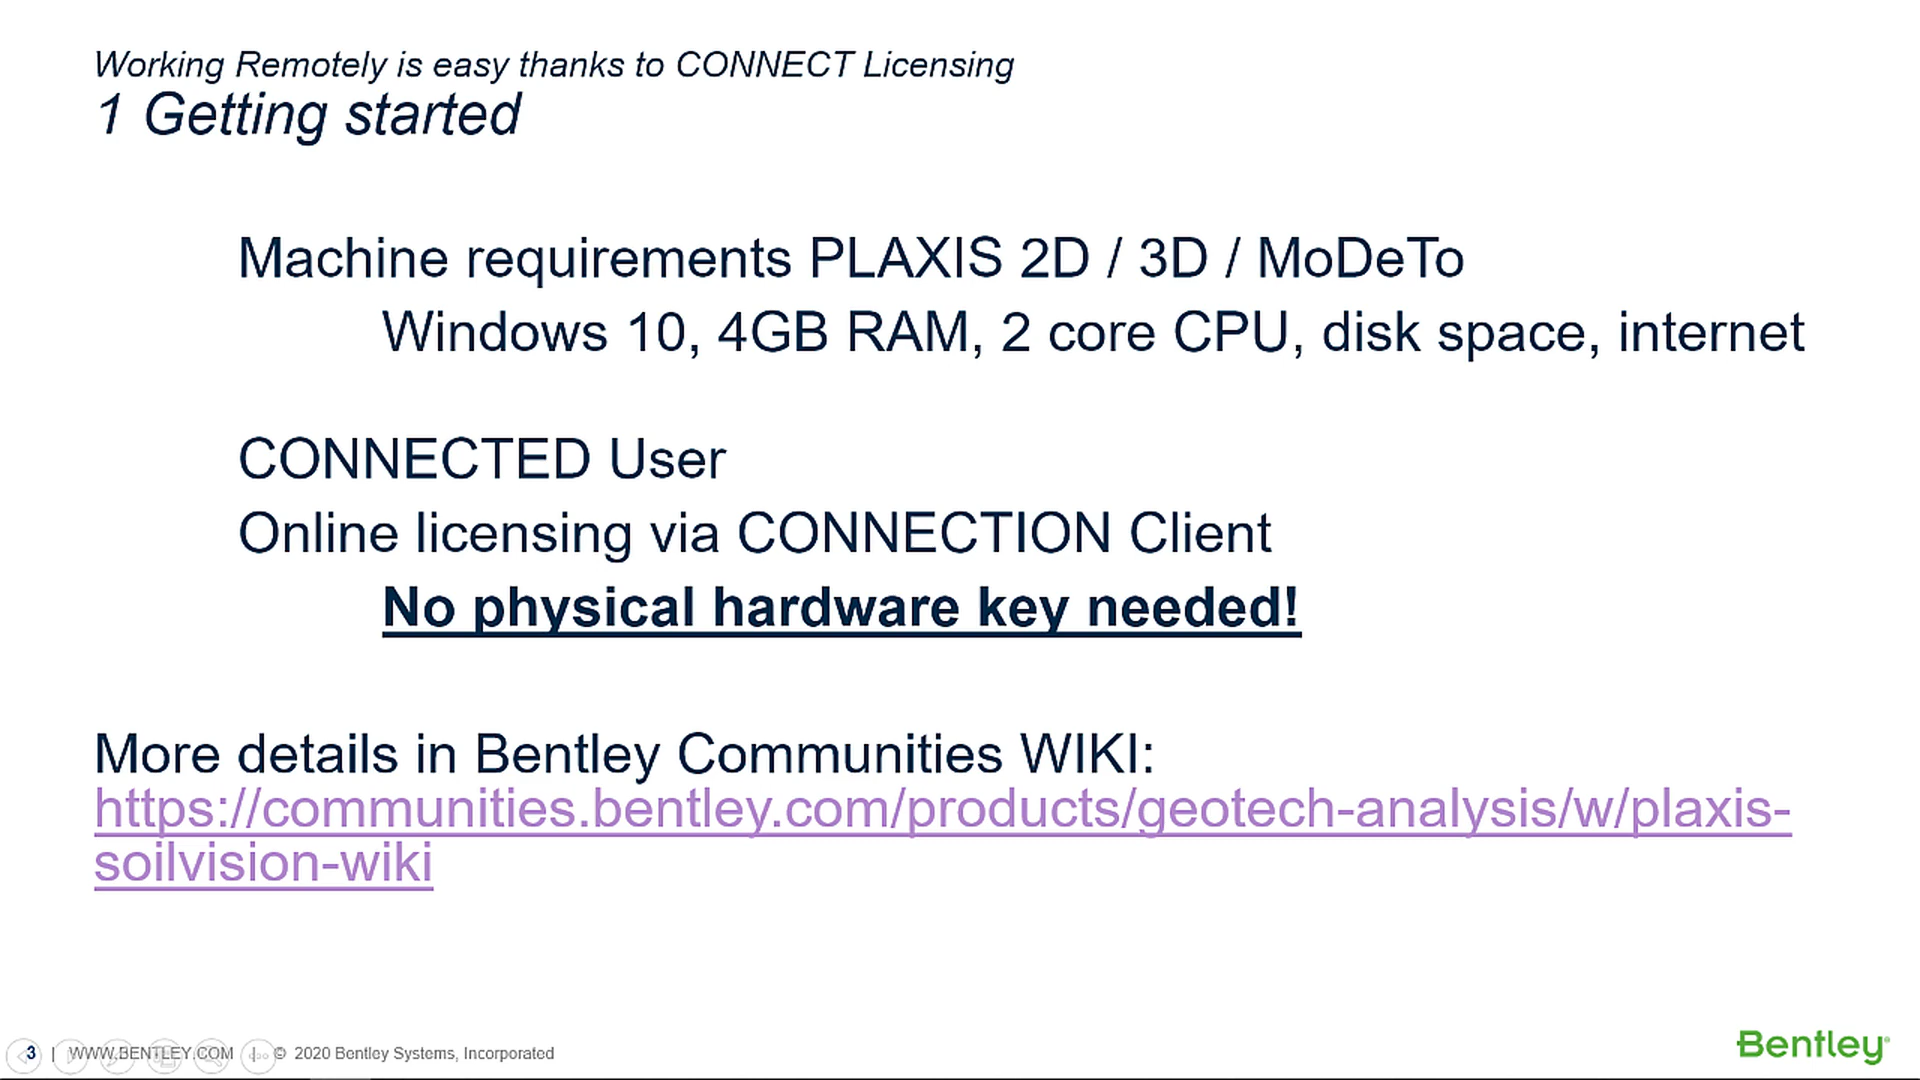 Working Remotely is easy thanks to CONNECT Licensing
1 Getting started
Machine requirements PLAXIS 2D / 3D / MoDeTo
Windows 10, 4GB RAM, 2 core CPU, disk space, internet
CONNECTED User
Online licensing via CONNECTION Client
No physical hardware key needed!
More details in Bentley Communities WIKI:
https://communities.bentley.com/products/geotech-analysis/w/plaxis-
soilvision-wiki
3 | WWW.BENTLEY.COM | © 2020 Bentley Systems, Incorporated
Bentley®